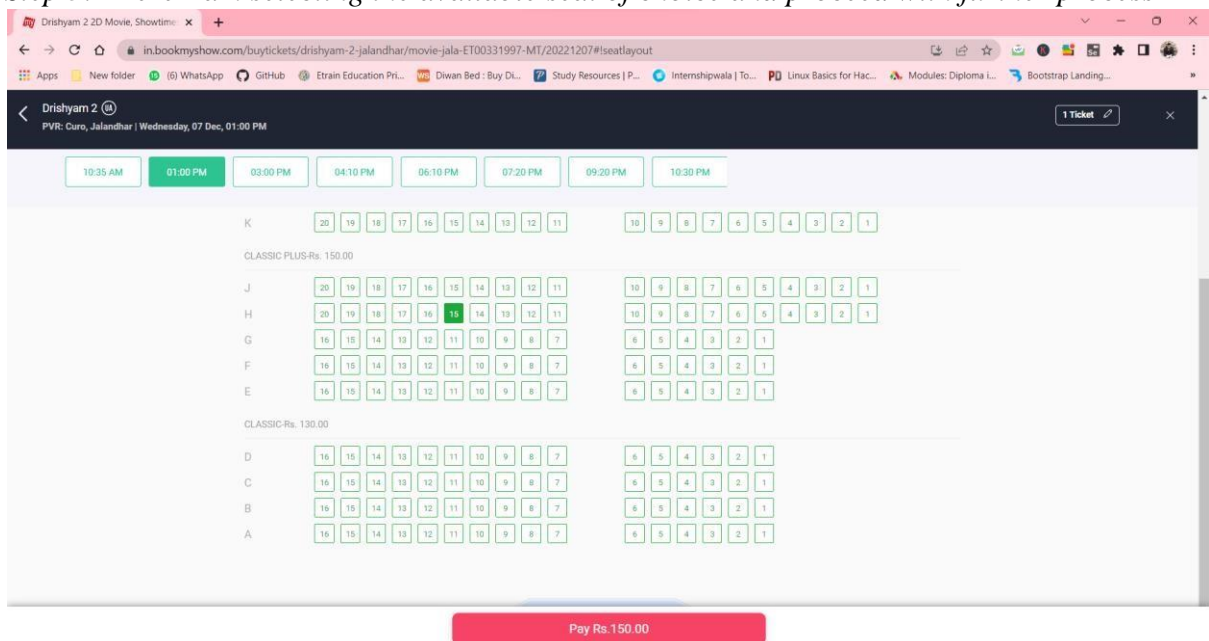 Drishyam 2 2D Movie, Showtime
in.bookmyshow.com/buytickets/drishyam-2-jalandhar/movie-jala-ET00331997-MT/20221207#!seatlayout
Apps New folder (6) WhatsApp GitHub Etrain Education Pri... Diwan Bed : Buy Di... Study Resources | P... Internshipwala | To... PD Linux Basics for Hac... Modules: Diploma i... Bootstrap Landing... »
Drishyam 2 UA
1 Ticket
PVR: Curo, Jalandhar | Wednesday, 07 Dec, 01:00 PM
10:35 AM 01:00 PM 03:00 PM 04:10 PM 06:10 PM 07:20 PM 09:20 PM 10:30 PM
K 20 19 18 17 16 15 14 13 12 11 10 9 8 7 6 5 4 3 2 1
CLASSIC PLUS-Rs. 150.00
J 20 19 18 17 16 15 14 13 12 11 10 9 8 7 6 5 4 3 2 1
H 20 19 18 17 16 15 14 13 12 11 10 9 8 7 6 5 4 3 2 1
G 16 15 14 13 12 11 10 9 8 7 6 5 4 3 2 1
F 16 15 14 13 12 11 10 9 8 7 6 5 4 3 2 1
E 16 15 14 13 12 11 10 9 8 7 6 5 4 3 2 1
CLASSIC-Rs. 130.00
D 16 15 14 13 12 11 10 9 8 7 6 5 4 3 2 1
C 16 15 14 13 12 11 10 9 8 7 6 5 4 3 2 1
B 16 15 14 13 12 11 10 9 8 7 6 5 4 3 2 1
A 16 15 14 13 12 11 10 9 8 7 6 5 4 3 2 1
Pay Rs.150.00